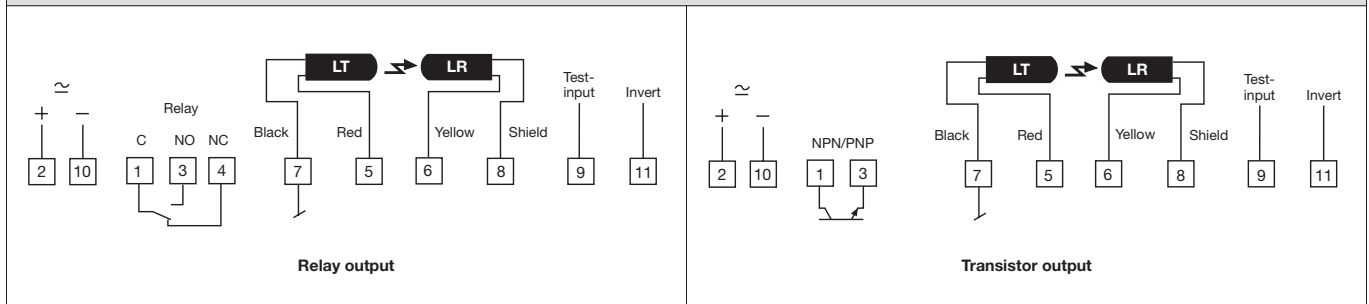 LT LR
Test-
input
Invert
≃
+ −
Relay
C NO NC
Black Red Yellow Shield
2 10 1 3 4 7 5 6 8 9 11
Relay output
LT LR
Test-
input
Invert
≃
+ −
NPN/PNP
Black Red Yellow Shield
2 10 1 3 7 5 6 8 9 11
Transistor output